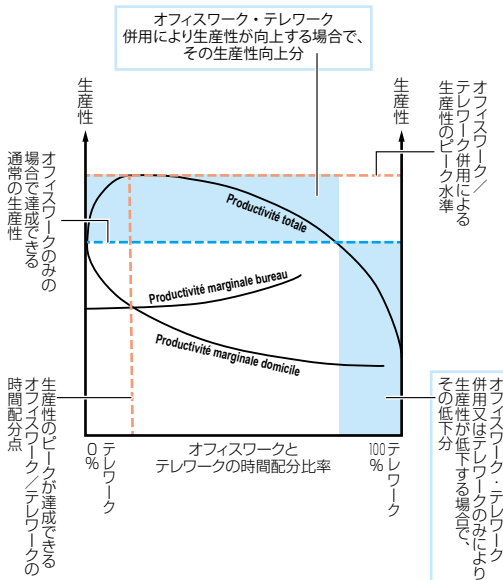 オフィスワーク・テレワーク
併用により生産性が向上する場合で、
その生産性向上分
生産性
生産性
オフィスワーク／
テレワーク併用による
生産性のピーク水準
オフィスワークのみの
場合で達成できる
通常の生産性
Productivité totale
Productivité marginale bureau
Productivité marginale domicile
生産性のピークが達成できる
オフィスワーク／テレワークの
時間配分点
0%
テレワーク
オフィスワークと
テレワークの時間配分比率
100%
テレワーク
オフィスワーク・テレワーク
併用又はテレワークのみにより
生産性が低下する場合で、
その低下分